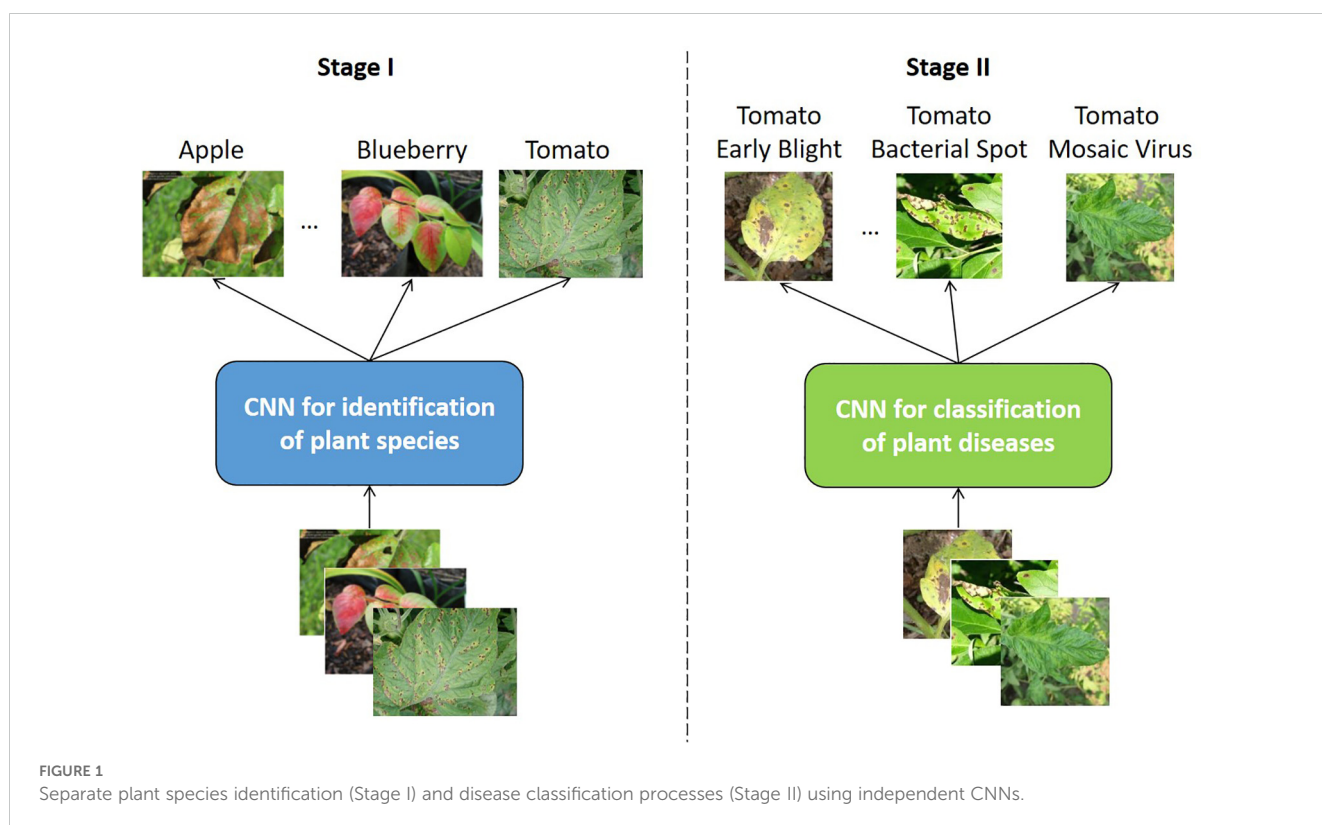 Stage I
Apple
...
Blueberry
Tomato
CNN for identification
of plant species
Stage II
Tomato
Early Blight
...
Tomato
Bacterial Spot
Tomato
Mosaic Virus
CNN for classification
of plant diseases
FIGURE 1
Separate plant species identification (Stage I) and disease classification processes (Stage II) using independent CNNs.